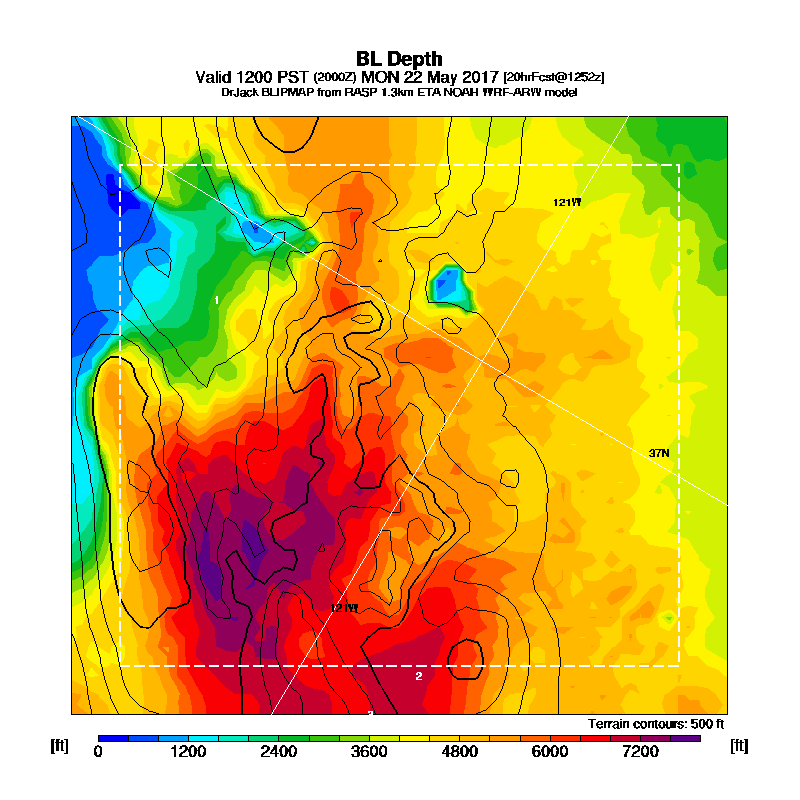 BL Depth
Valid 1200 PST (2000Z) MON 22 May 2017 [20hrFcst@1252z]
DrJack BLIPMAP from RASP 1.3km ETA NOAH WRF-ARW model
121W
1
37N
121W
2
Terrain contours: 500 ft
[ft] 0 1200 2400 3600 4800 6000 7200 [ft]